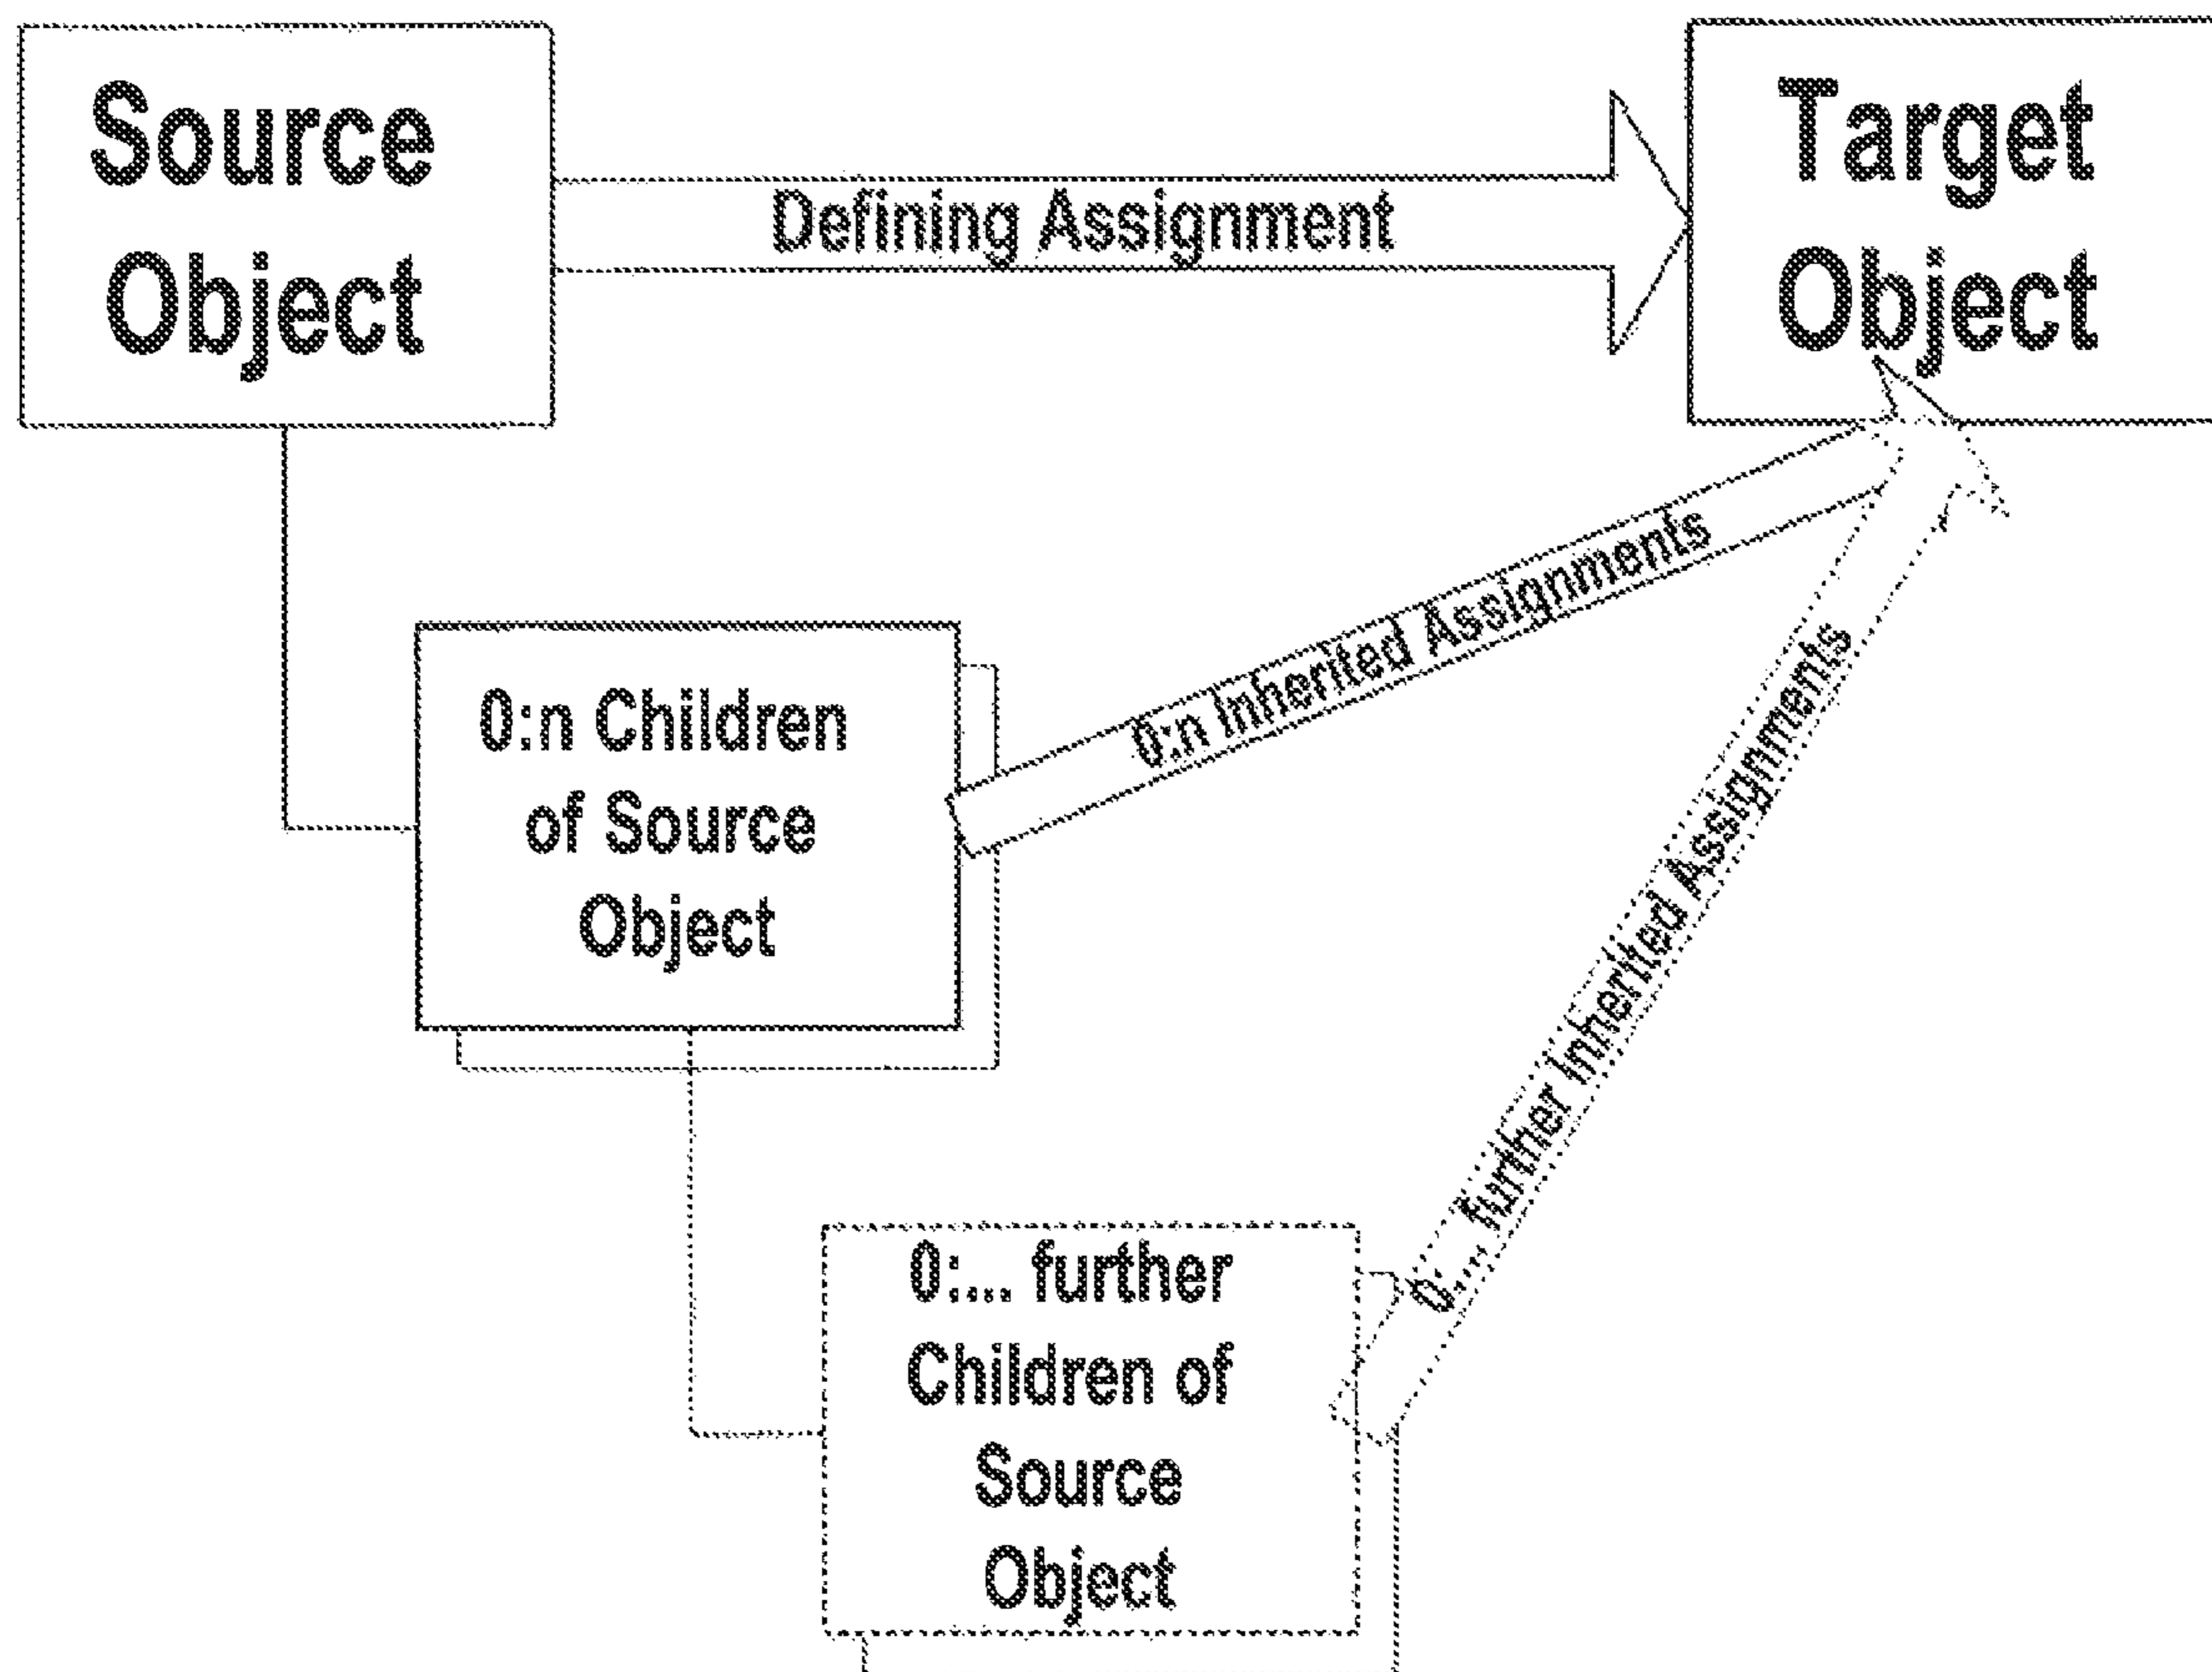 Source
Object
Defining Assignment
Target
Object
0:n Children
of Source
Object
0:n Inherited Assignments
0:... further
Children of
Source
Object
0:... further Inherited Assignments